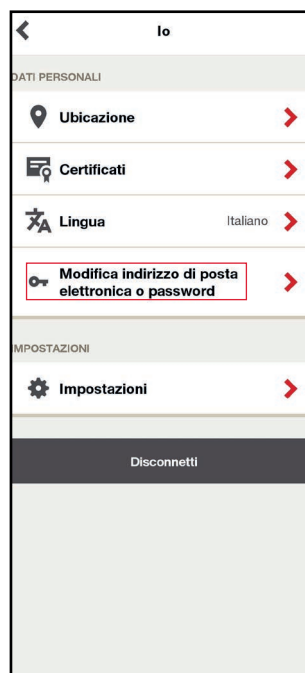 Io
DATI PERSONALI
Ubicazione
Certificati
Lingua Italiano
Modifica indirizzo di posta
elettronica o password
IMPOSTAZIONI
Impostazioni
Disconnetti